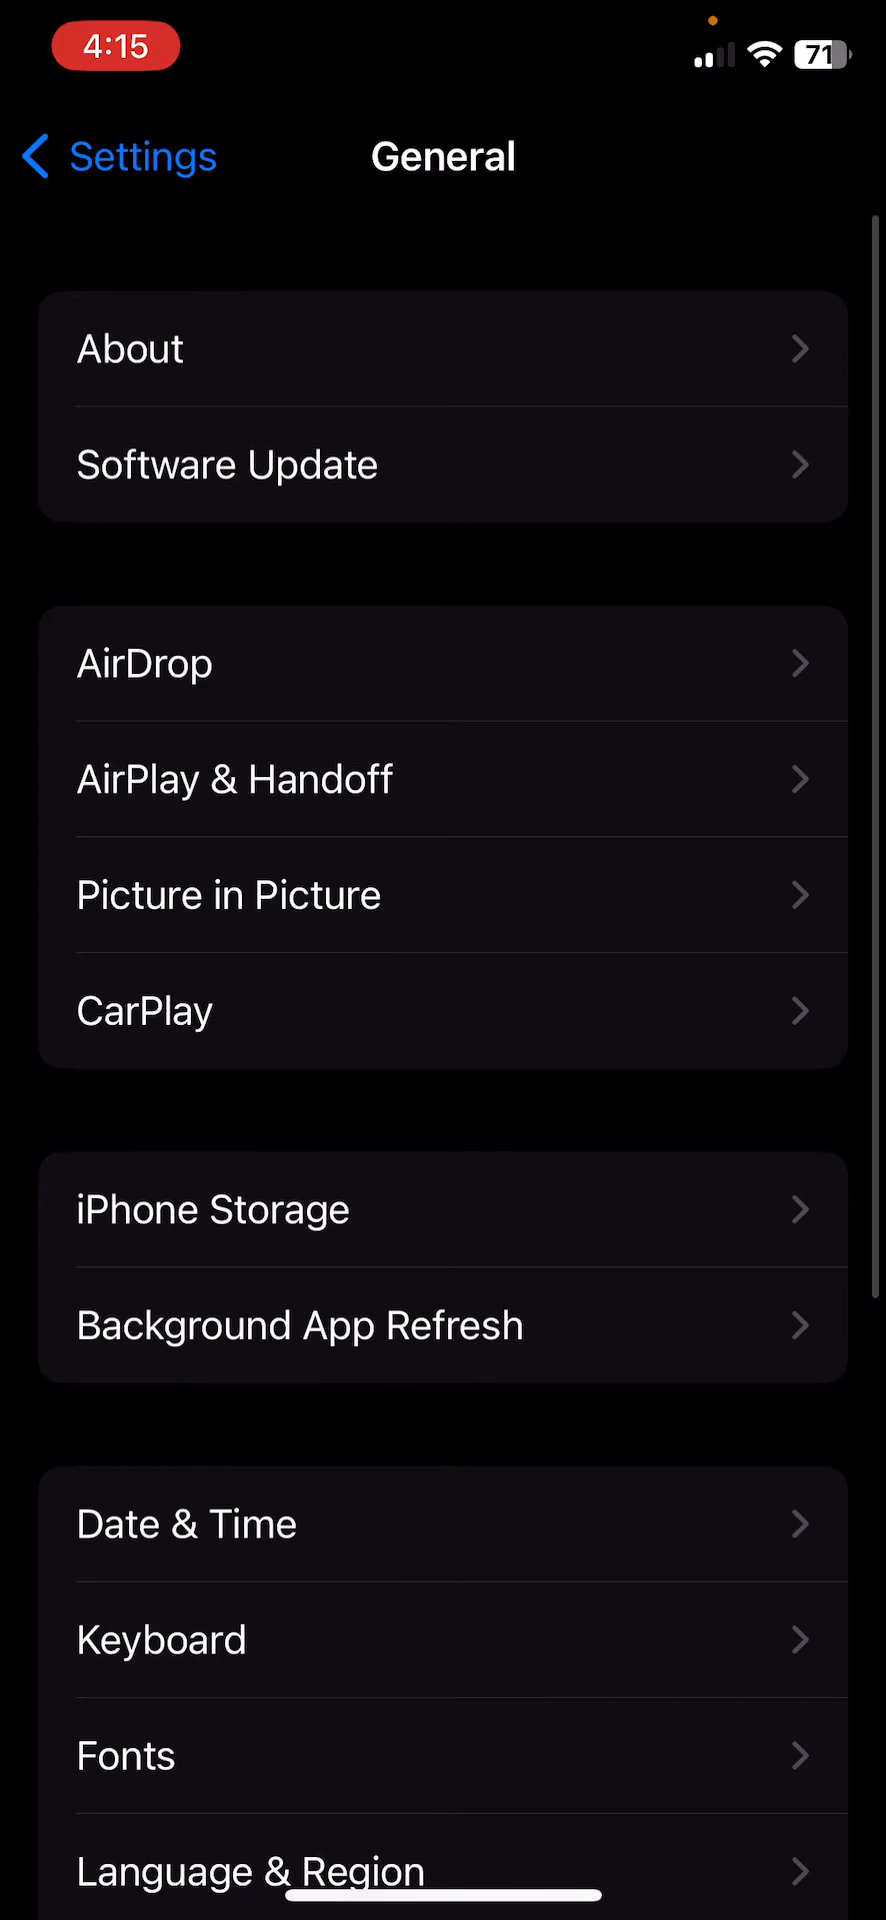 4:15
71
Settings
General
About
Software Update
AirDrop
AirPlay & Handoff
Picture in Picture
CarPlay
iPhone Storage
Background App Refresh
Date & Time
Keyboard
Fonts
Language & Region